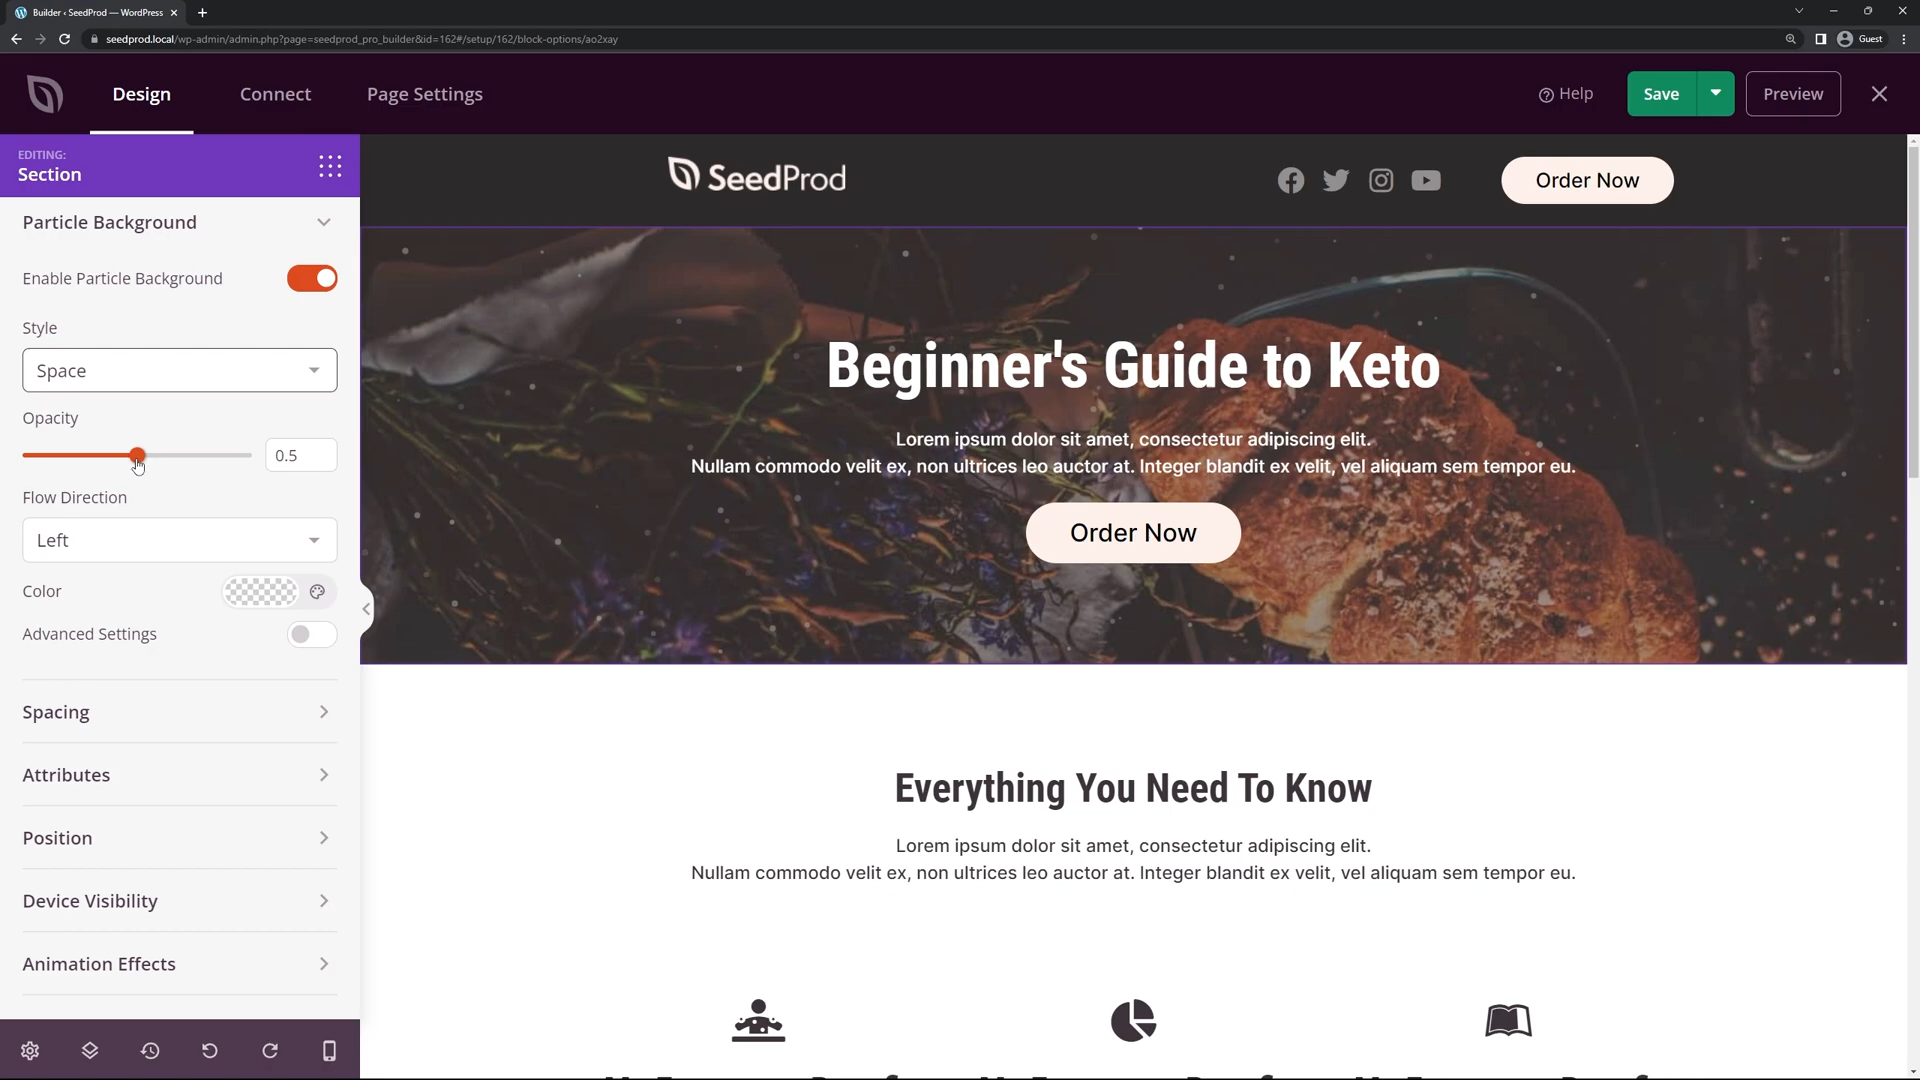 Builder ‹ SeedProd — WordPress
seedprod.local/wp-admin/admin.php?page=seedprod_pro_builder&id=162#/setup/162/block-options/ao2xay
Guest
Design
Connect
Page Settings
Help
Save
Preview
EDITING:
Section
SeedProd
Order Now
Particle Background
Enable Particle Background
Style
Space
Opacity
0.5
Flow Direction
Left
Color
Advanced Settings
Spacing
Attributes
Position
Device Visibility
Animation Effects
Beginner's Guide to Keto
Lorem ipsum dolor sit amet, consectetur adipiscing elit.
Nullam commodo velit ex, non ultrices leo auctor at. Integer blandit ex velit, vel aliquam sem tempor eu.
Order Now
Everything You Need To Know
Lorem ipsum dolor sit amet, consectetur adipiscing elit.
Nullam commodo velit ex, non ultrices leo auctor at. Integer blandit ex velit, vel aliquam sem tempor eu.